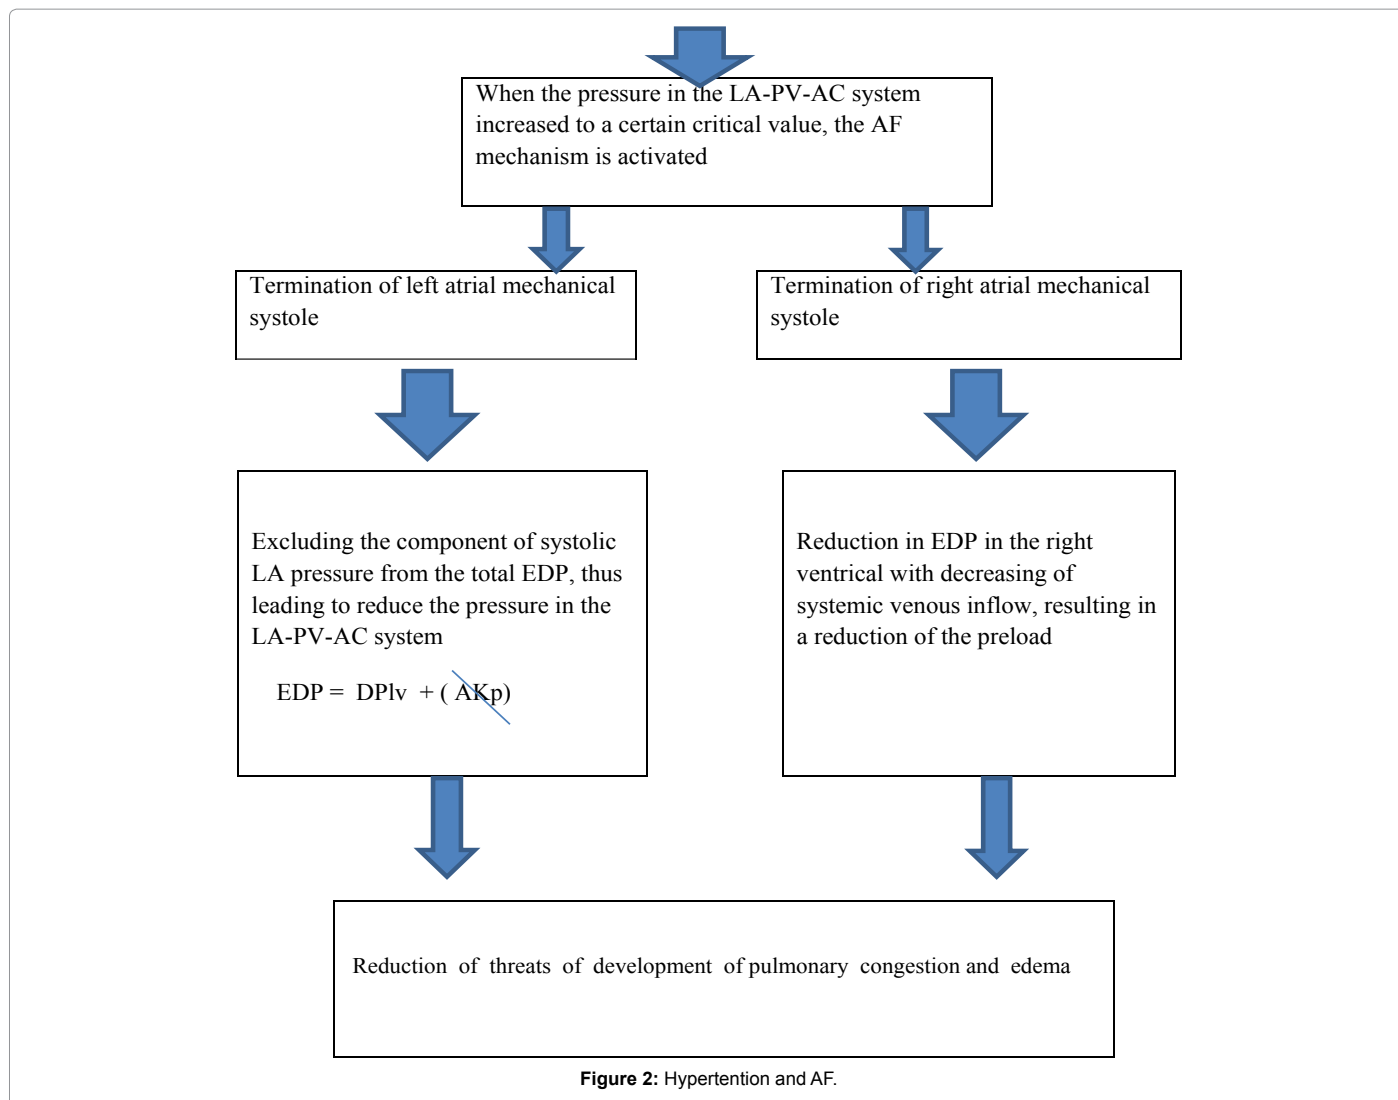 When the pressure in the LA-PV-AC system
increased to a certain critical value, the AF
mechanism is activated
Termination of left atrial mechanical
systole
Termination of right atrial mechanical
systole
Excluding the component of systolic
LA pressure from the total EDP, thus
leading to reduce the pressure in the
LA-PV-AC system
EDP = DPlv + ( AKp)
Reduction in EDP in the right
ventrical with decreasing of
systemic venous inflow, resulting in
a reduction of the preload
Reduction of threats of development of pulmonary congestion and edema
Figure 2: Hypertention and AF.